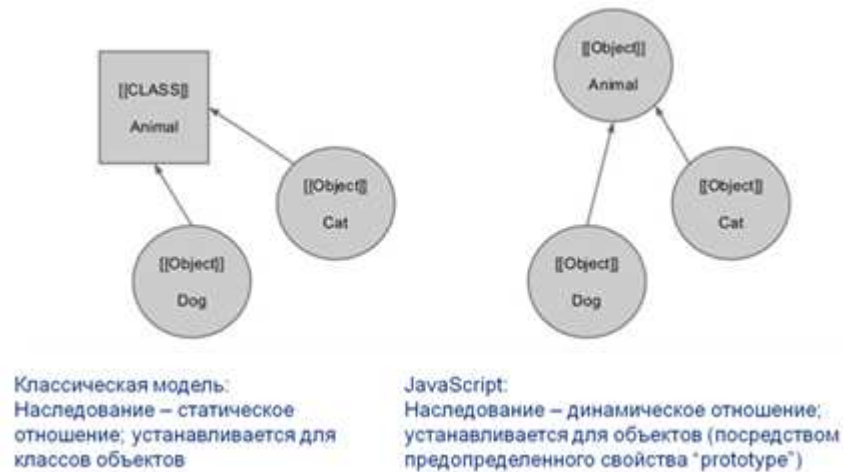 [[CLASS]]
Animal
[[Object]]
Cat
[[Object]]
Dog
[[Object]]
Animal
[[Object]]
Cat
[[Object]]
Dog
Классическая модель:
Наследование – статическое
отношение; устанавливается для
классов объектов
JavaScript:
Наследование – динамическое отношение;
устанавливается для объектов (посредством
предопределенного свойства “prototype”)